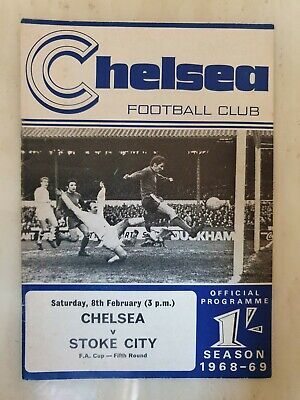 Chelsea
FOOTBALL CLUB
DUCKHAM
Saturday, 8th February (3 p.m.)
CHELSEA
v
STOKE CITY
F.A. Cup — Fifth Round
OFFICIAL
PROGRAMME
1/-
SEASON
1968-69